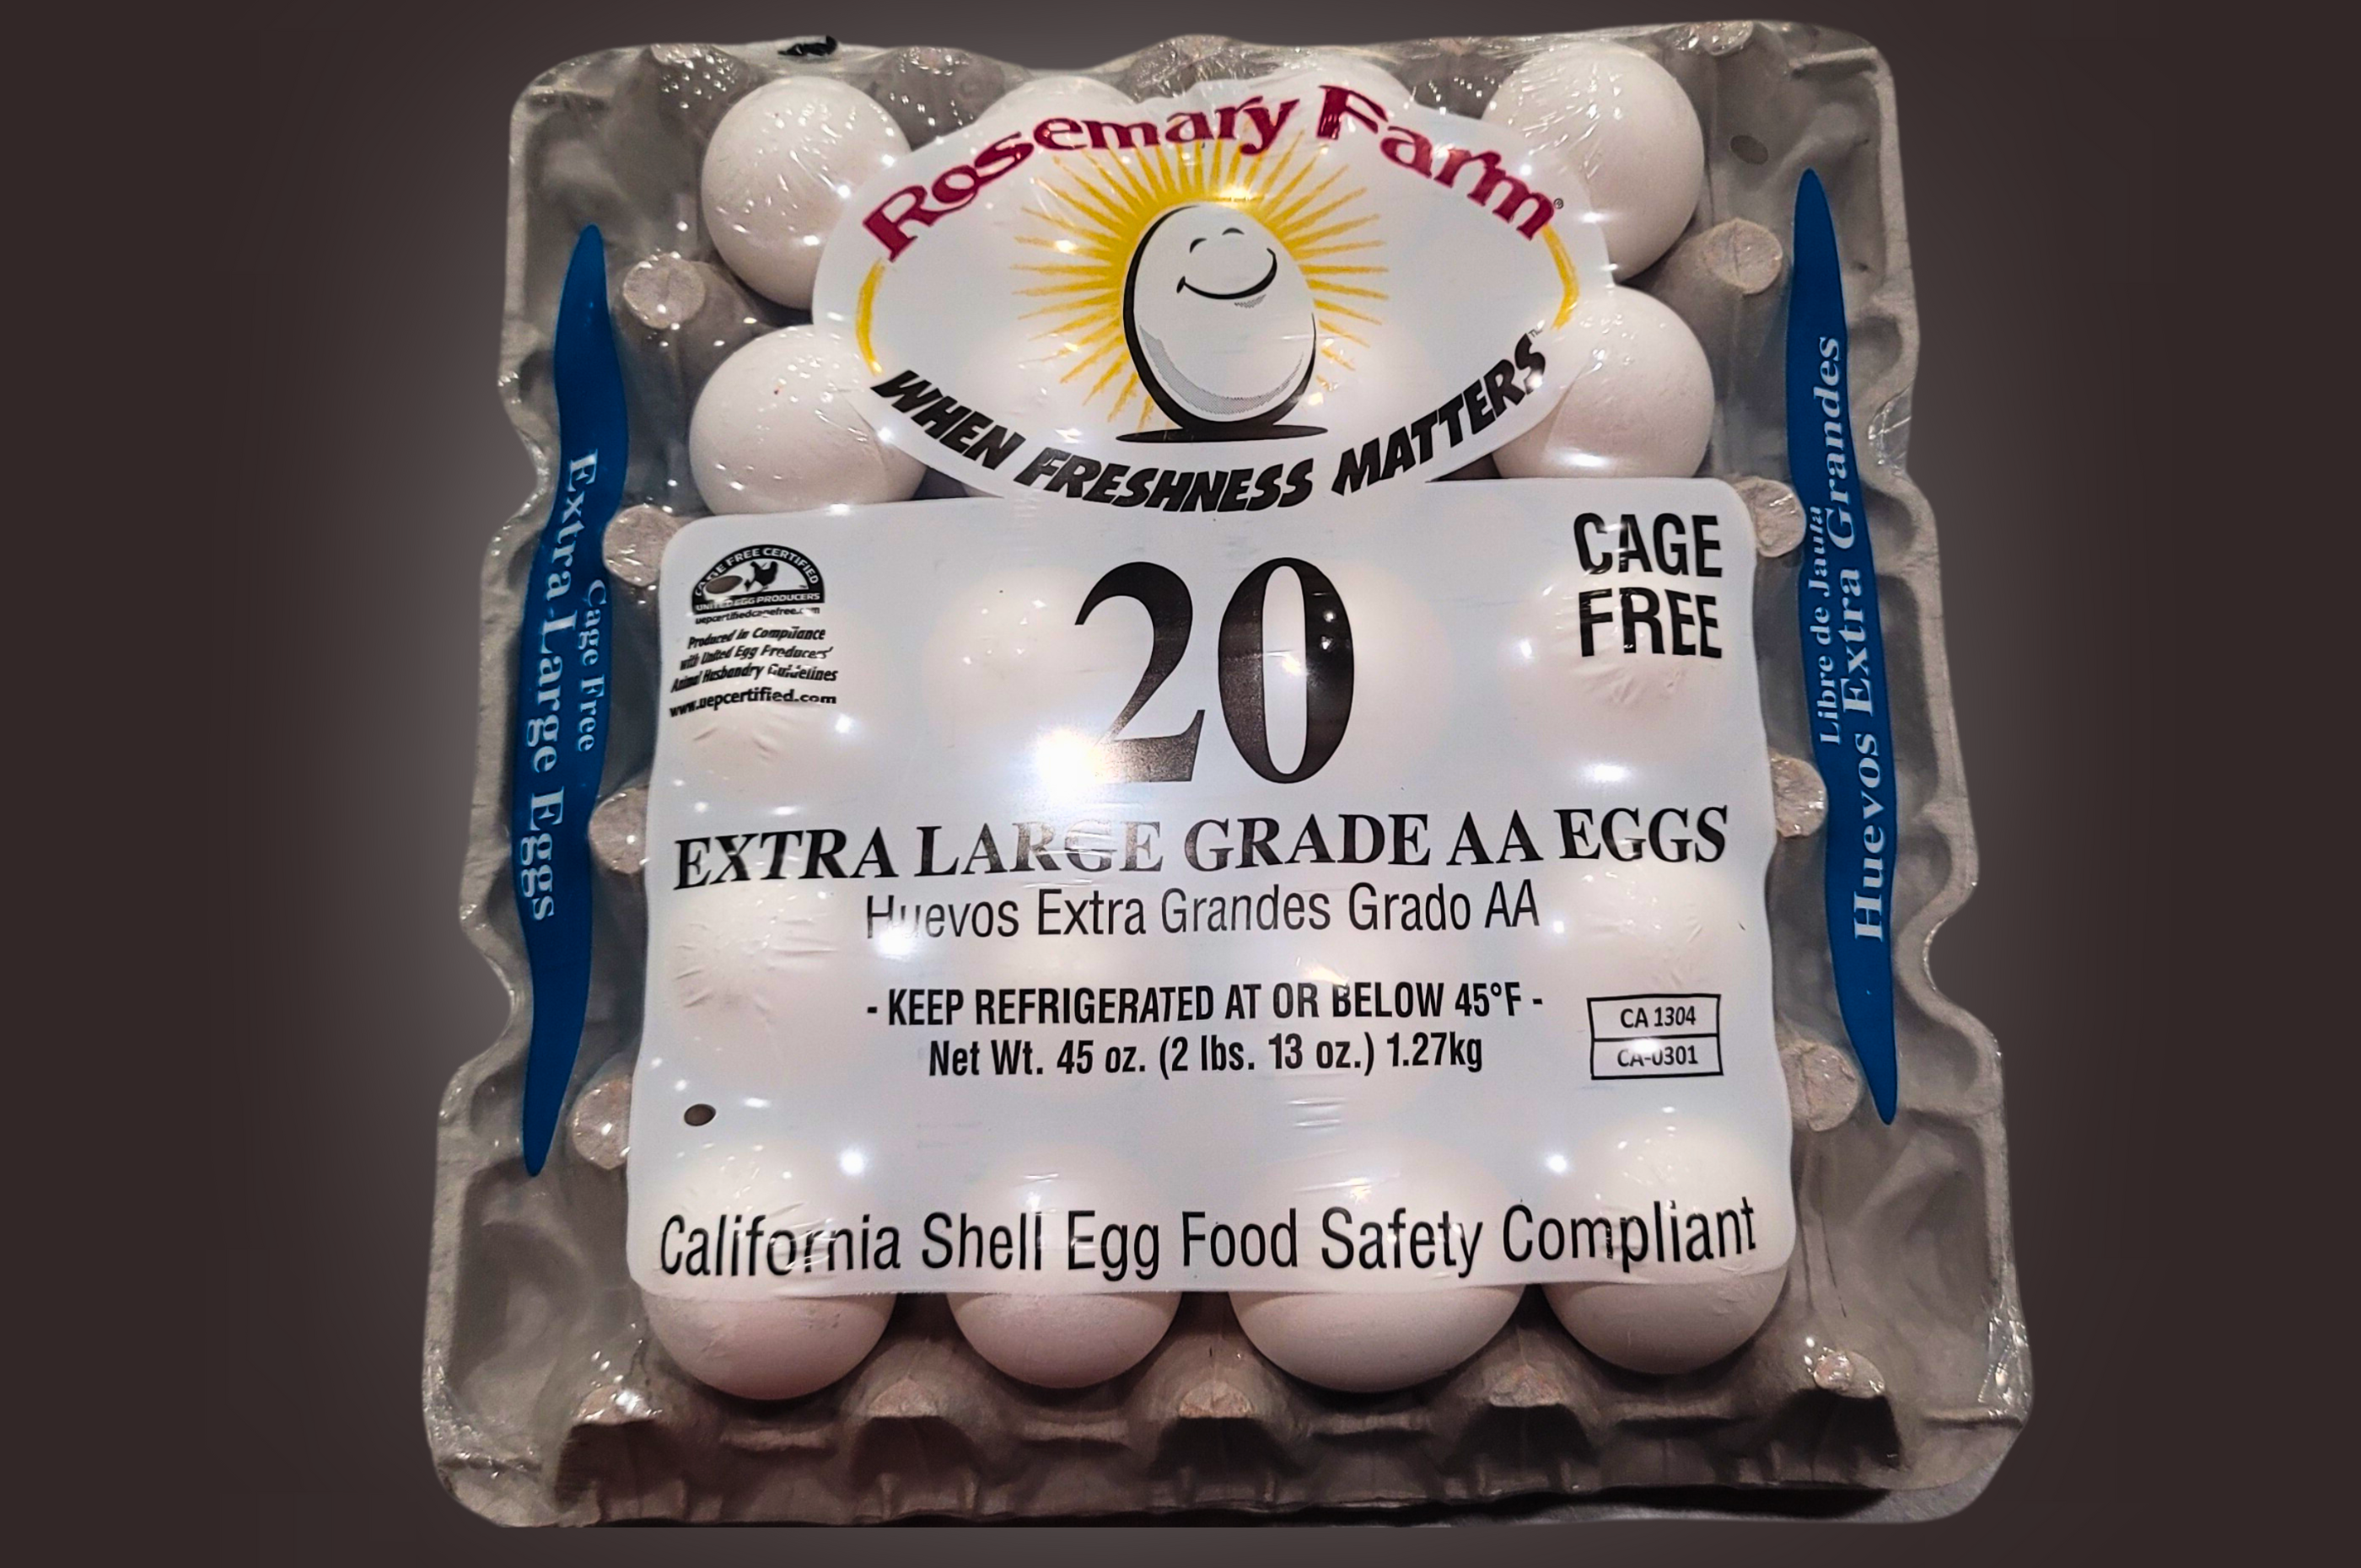 Rosemary Farm®
WHEN FRESHNESS MATTERS™
CAGE FREE CERTIFIED
UNITED EGG PRODUCERS
uepcertifiedcagefree.com
Produced in Compliance
with United Egg Producers'
Animal Husbandry Guidelines
www.uepcertified.com
20
CAGE
FREE
EXTRA LARGE GRADE AA EGGS
Huevos Extra Grandes Grado AA
- KEEP REFRIGERATED AT OR BELOW 45°F -
Net Wt. 45 oz. (2 lbs. 13 oz.) 1.27kg
CA 1304
CA-0301
California Shell Egg Food Safety Compliant
Cage Free
Extra Large Eggs
Libre de Jaula
Huevos Extra Grandes